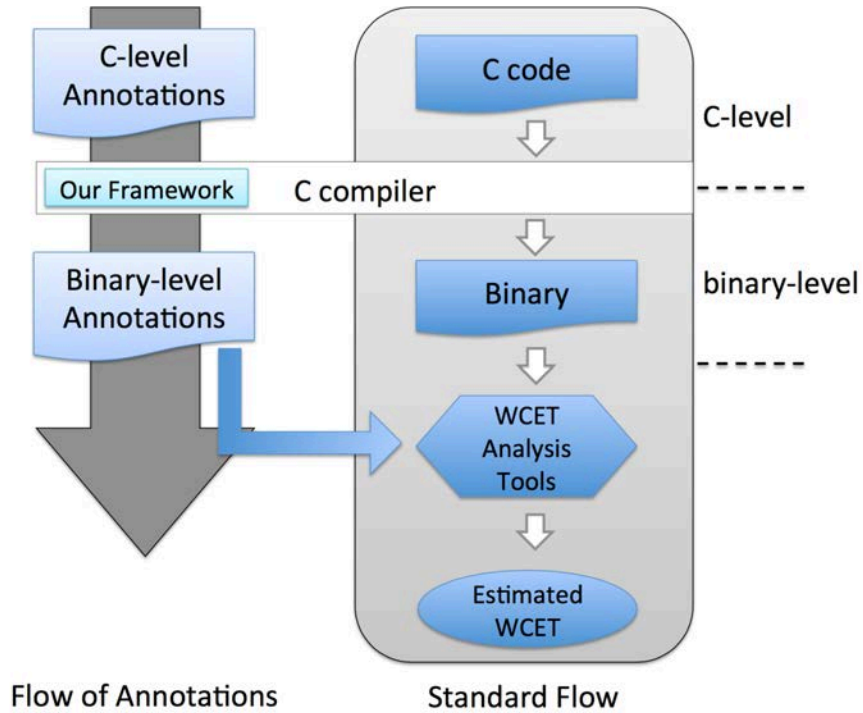 C-level
Annotations
C code
C-level
Our Framework
C compiler
Binary-level
Annotations
Binary
binary-level
WCET
Analysis
Tools
Estimated
WCET
Flow of Annotations
Standard Flow